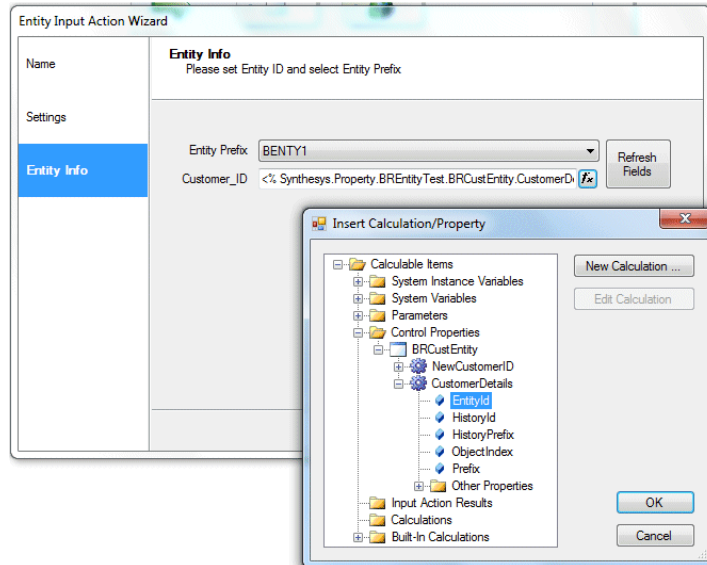 Entity Input Action Wizard
Name
Settings
Entity Info
Entity Info
Please set Entity ID and select Entity Prefix
Entity Prefix BENTY1
Refresh Fields
Customer_ID <% Synthesys.Property.BREntityTest.BRCustEntity.CustomerD fx
Insert Calculation/Property
Calculable Items
System Instance Variables
System Variables
Parameters
Control Properties
BRCustEntity
NewCustomerID
CustomerDetails
EntityId
HistoryId
HistoryPrefix
ObjectIndex
Prefix
Other Properties
Input Action Results
Calculations
Built-In Calculations
New Calculation ...
Edit Calculation
OK
Cancel